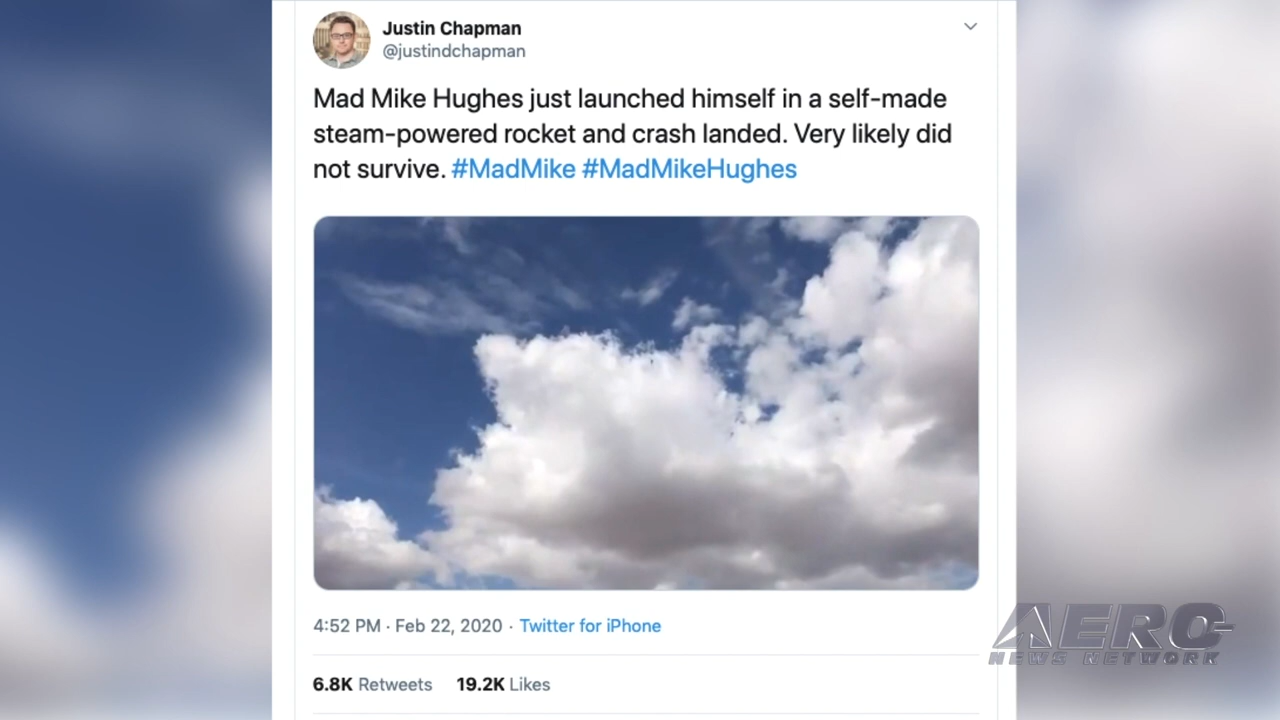 Justin Chapman
@justindchapman
Mad Mike Hughes just launched himself in a self-made
steam-powered rocket and crash landed. Very likely did
not survive. #MadMike #MadMikeHughes
4:52 PM · Feb 22, 2020 · Twitter for iPhone
6.8K Retweets 19.2K Likes
AERO
NEWS NETWORK